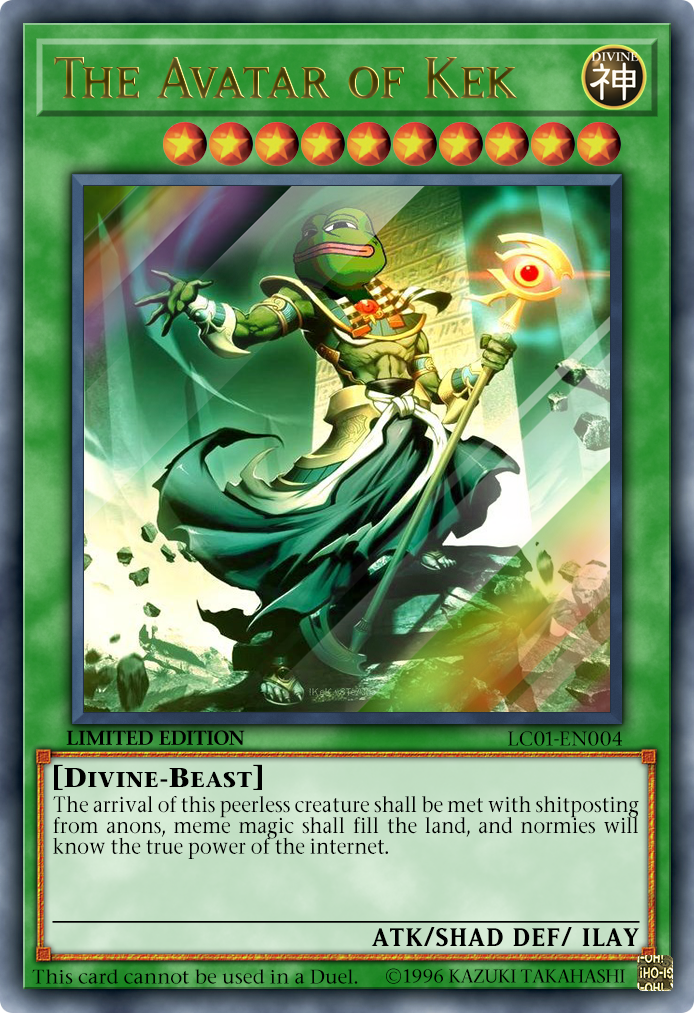 THE AVATAR OF KEK
DIVINE
神
LIMITED EDITION
LC01-EN004
[DIVINE-BEAST]
The arrival of this peerless creature shall be met with shitposting
from anons, meme magic shall fill the land, and normies will
know the true power of the internet.
ATK/SHAD DEF/ ILAY
This card cannot be used in a Duel.
©1996 KAZUKI TAKAHASHI